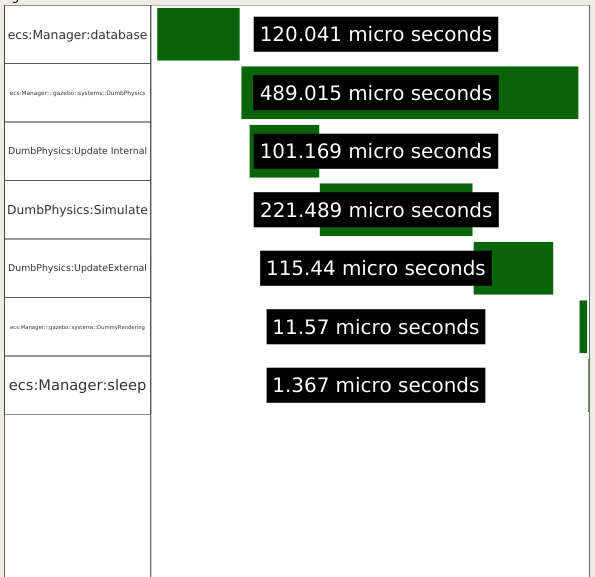 ecs:Manager:database
120.041 micro seconds
ecs:Manager:::gazebo::systems::DumbPhysics
489.015 micro seconds
DumbPhysics:Update Internal
101.169 micro seconds
DumbPhysics:Simulate
221.489 micro seconds
DumbPhysics:UpdateExternal
115.44 micro seconds
ecs:Manager:::gazebo::systems::DummyRendering
11.57 micro seconds
ecs:Manager:sleep
1.367 micro seconds